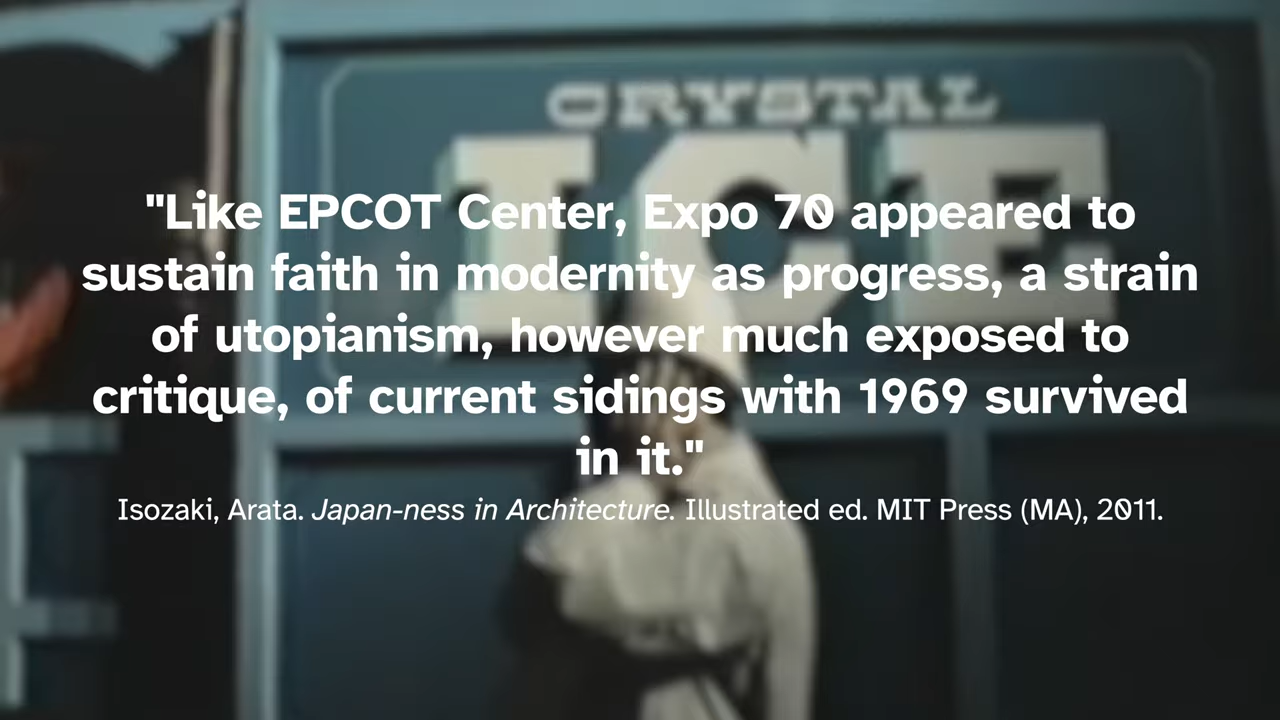 CRYSTAL
ICE
"Like EPCOT Center, Expo 70 appeared to
sustain faith in modernity as progress, a strain
of utopianism, however much exposed to
critique, of current sidings with 1969 survived
in it."
Isozaki, Arata. Japan-ness in Architecture. Illustrated ed. MIT Press (MA), 2011.